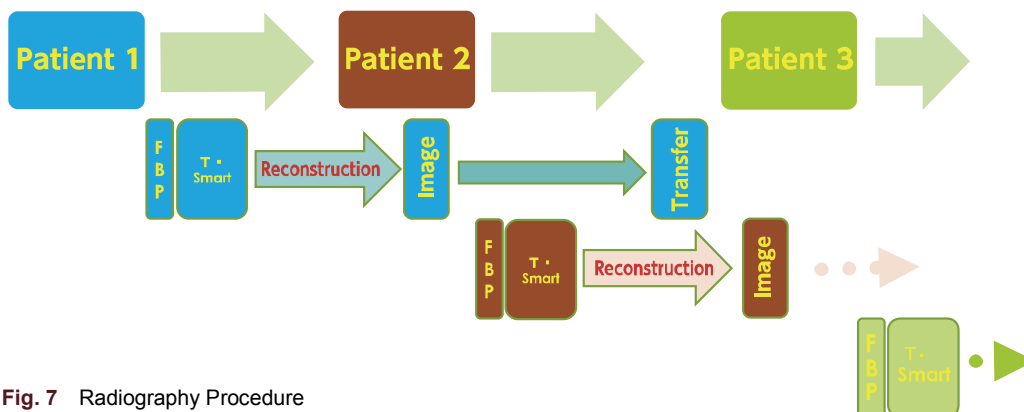 Patient 1
Patient 2
Patient 3
F
B
P
T・
Smart
Reconstruction
Image
Transfer
F
B
P
T・
Smart
Reconstruction
Image
F
B
P
T・
Smart
Fig. 7 Radiography Procedure